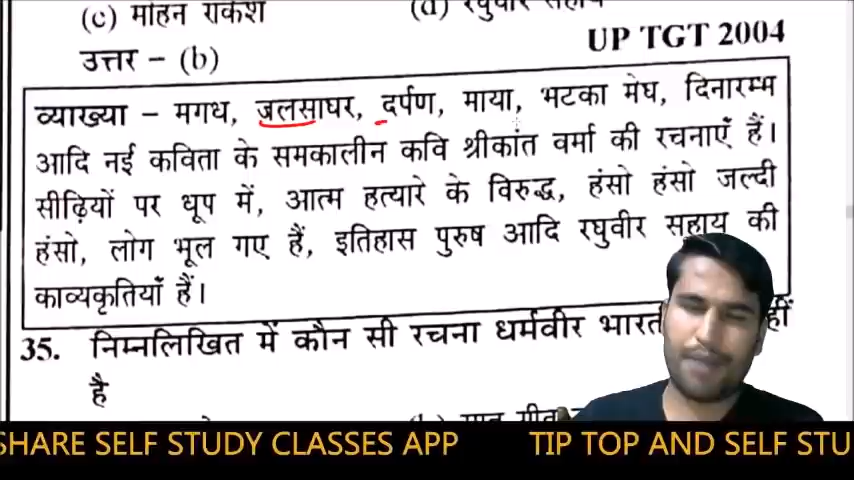 (c) मोहन राकेश
(d) रघुवीर सहाय
उत्तर – (b)
UP TGT 2004
व्याख्या – मगध, जलसाघर, दर्पण, माया, भटका मेघ, दिनारम्भ
आदि नई कविता के समकालीन कवि श्रीकांत वर्मा की रचनाएँ हैं।
सीढ़ियों पर धूप में, आत्म हत्यारे के विरुद्ध, हंसो हंसो जल्दी
हंसो, लोग भूल गए हैं, इतिहास पुरुष आदि रघुवीर सहाय की
काव्यकृतियाँ हैं।
35. निम्नलिखित में कौन सी रचना धर्मवीर भारती
है
SHARE SELF STUDY CLASSES APP TIP TOP AND SELF STU